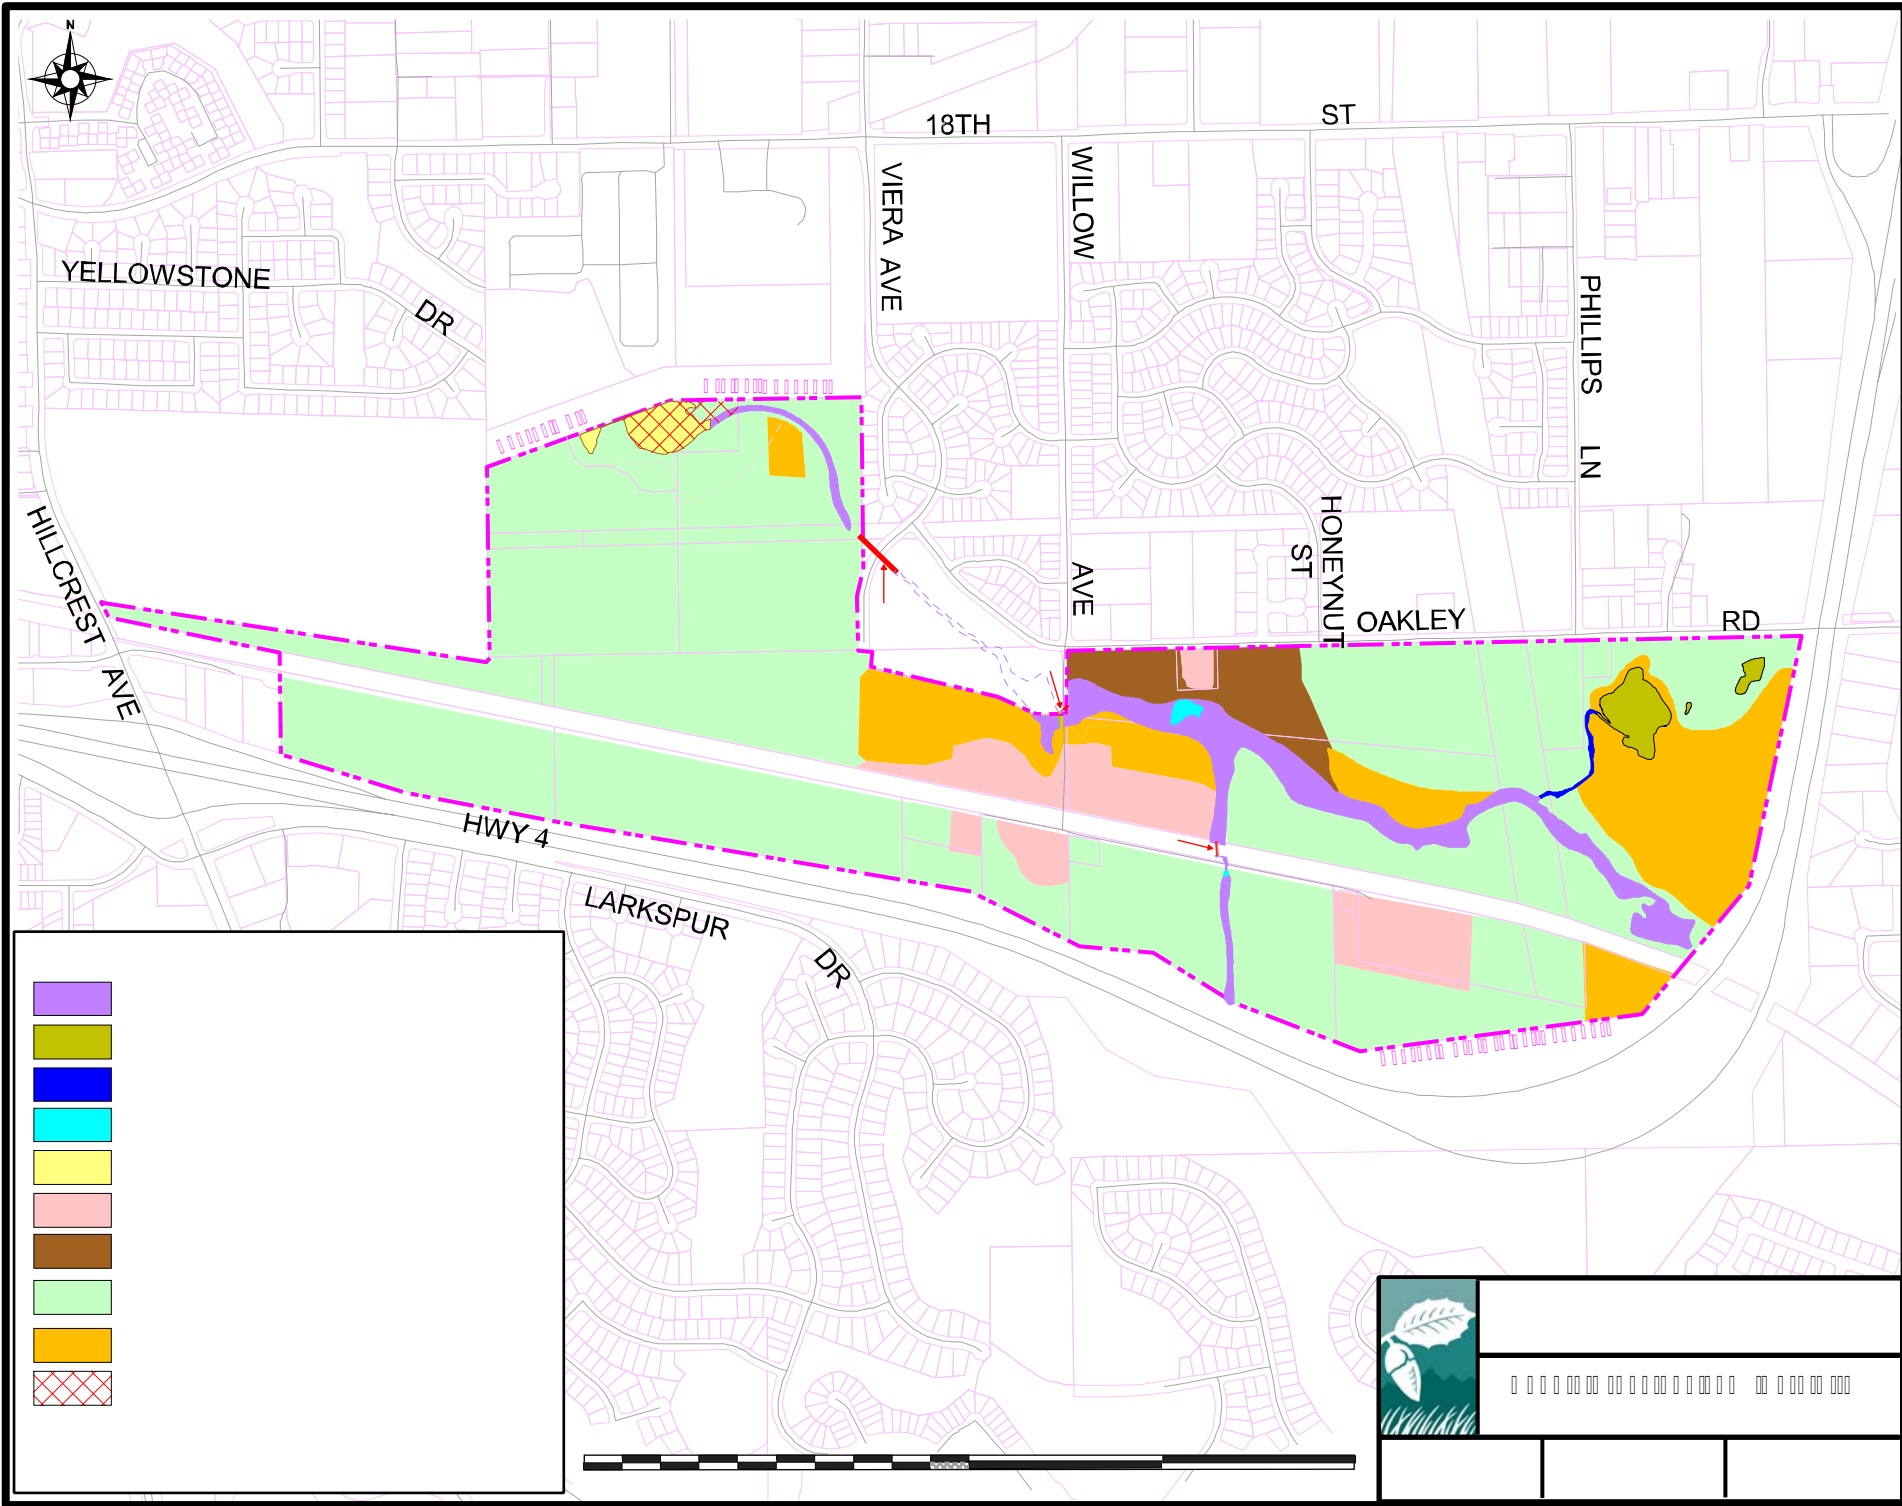 N
18TH ST
VIERA AVE
WILLOW AVE
YELLOWSTONE DR
PHILLIPS LN
HILLCREST AVE
HONEYNUT ST
OAKLEY RD
HWY 4
LARKSPUR DR